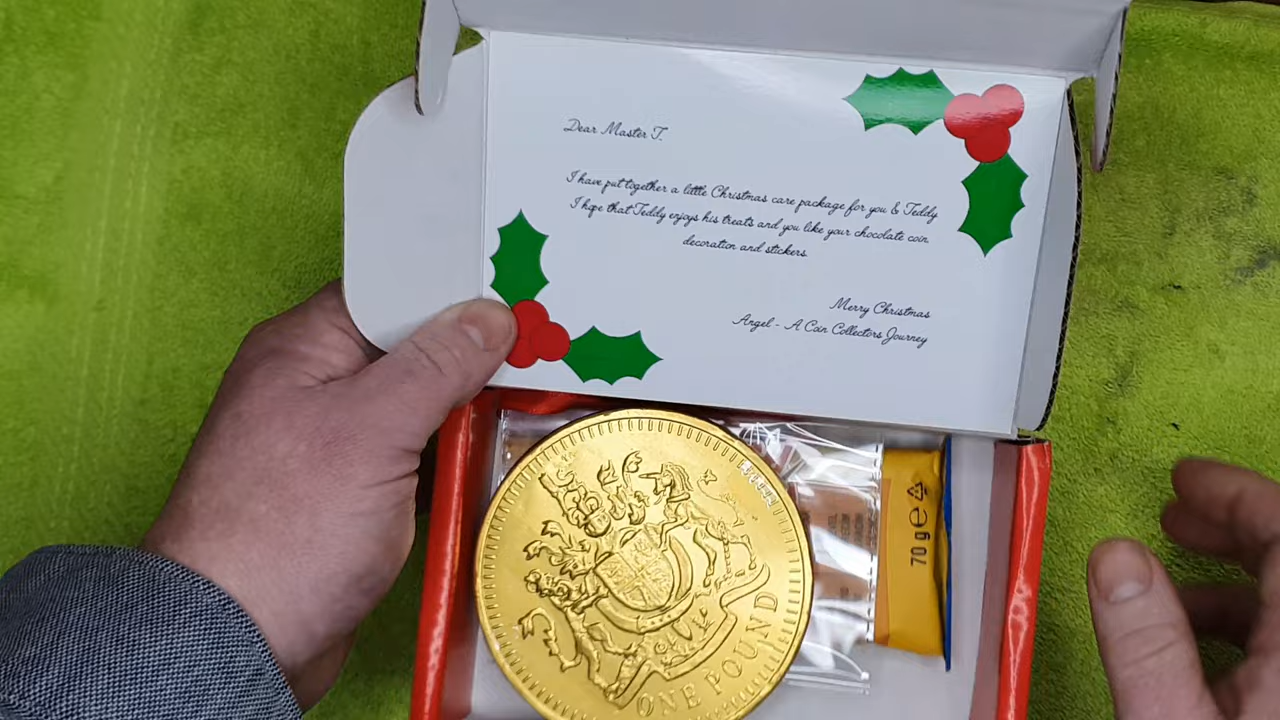 Dear Master T.
I have put together a little Christmas care package for you & Teddy
I hope that Teddy enjoys his treats and you like your chocolate coin,
decoration and stickers.
Merry Christmas
Angel - A Coin Collectors Journey
ONE POUND
70 g e